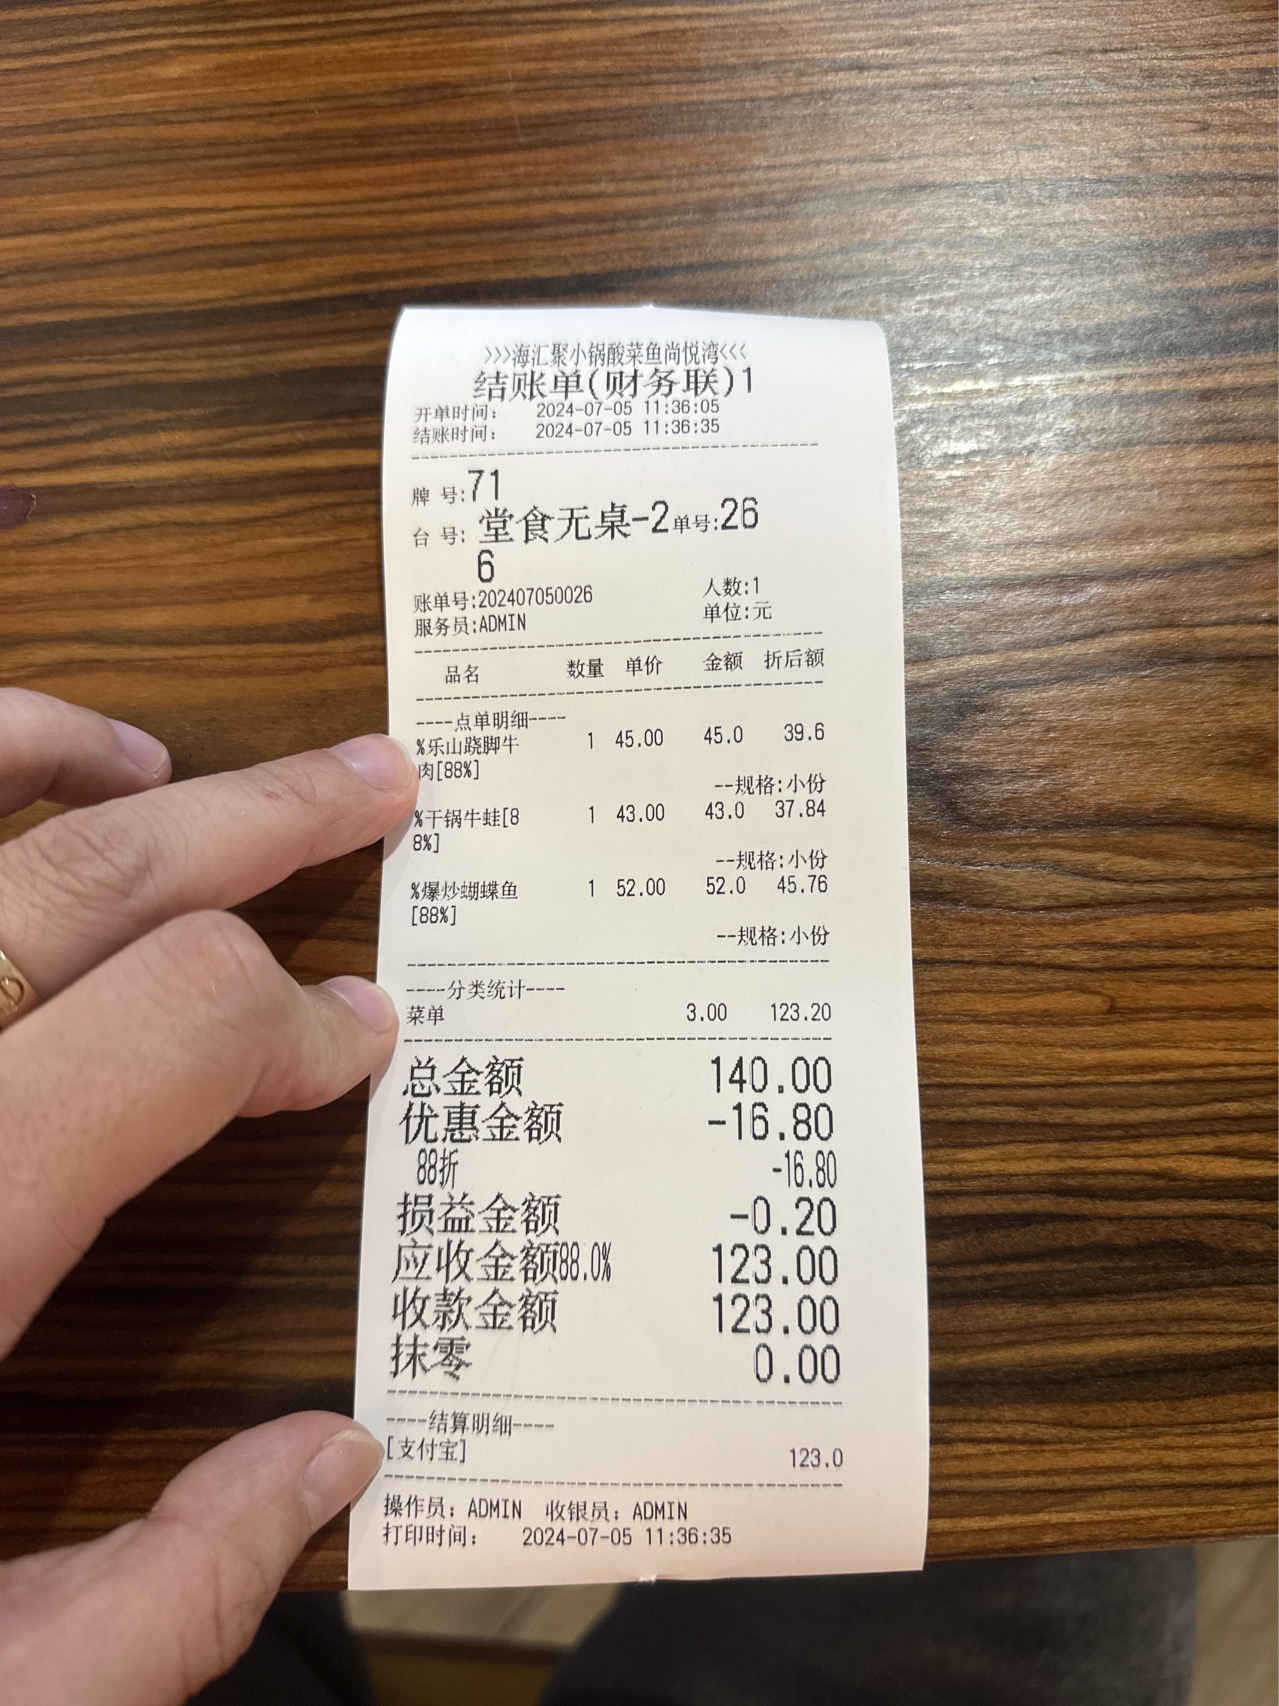 >>>海汇聚小锅酸菜鱼尚悦湾<<<
结账单(财务联)1
开单时间： 2024-07-05 11:36:05
结账时间： 2024-07-05 11:36:35
牌 号:71
台 号: 堂食无桌-2单号:26
6
账单号:202407050026 人数:1
服务员:ADMIN 单位:元
品名 数量 单价 金额 折后额
----点单明细----
%乐山跷脚牛 1 45.00 45.0 39.6
肉[88%]
--规格:小份
%干锅牛蛙[8 1 43.00 43.0 37.84
8%]
--规格:小份
%爆炒蝴蝶鱼 1 52.00 52.0 45.76
[88%]
--规格:小份
----分类统计----
菜单 3.00 123.20
总金额 140.00
优惠金额 -16.80
88折 -16.80
损益金额 -0.20
应收金额88.0% 123.00
收款金额 123.00
抹零 0.00
----结算明细----
[支付宝] 123.0
操作员：ADMIN 收银员：ADMIN
打印时间： 2024-07-05 11:36:35